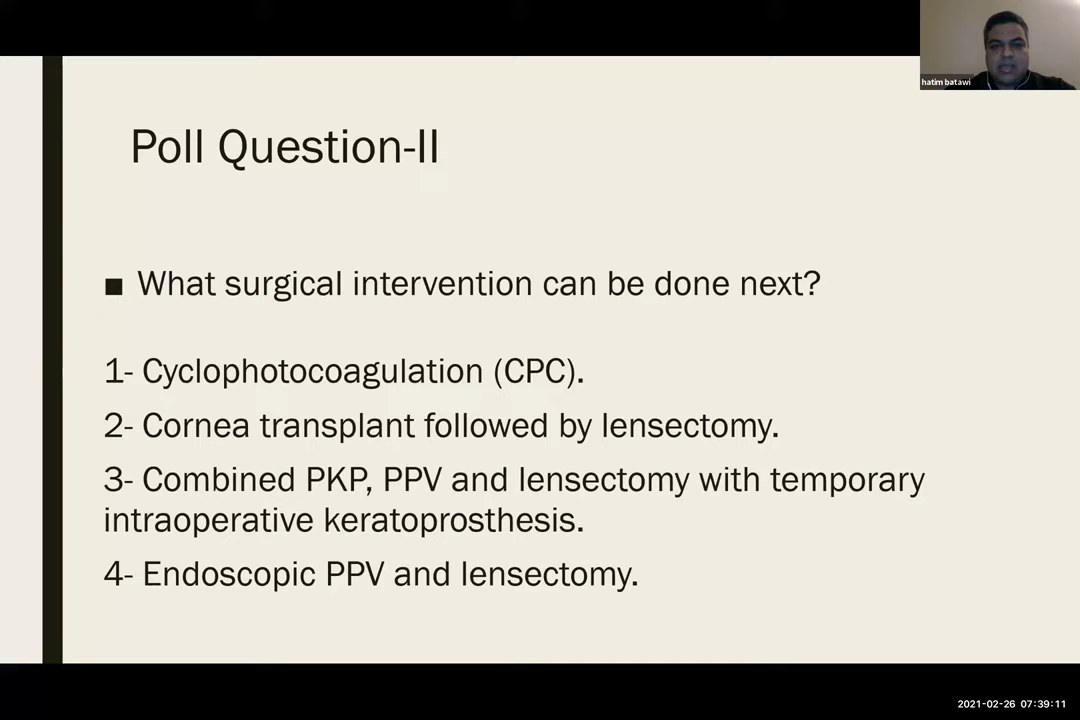 hatim batawi
Poll Question-II
■ What surgical intervention can be done next?
1- Cyclophotocoagulation (CPC).
2- Cornea transplant followed by lensectomy.
3- Combined PKP, PPV and lensectomy with temporary
intraoperative keratoprosthesis.
4- Endoscopic PPV and lensectomy.
2021-02-26 07:39:11